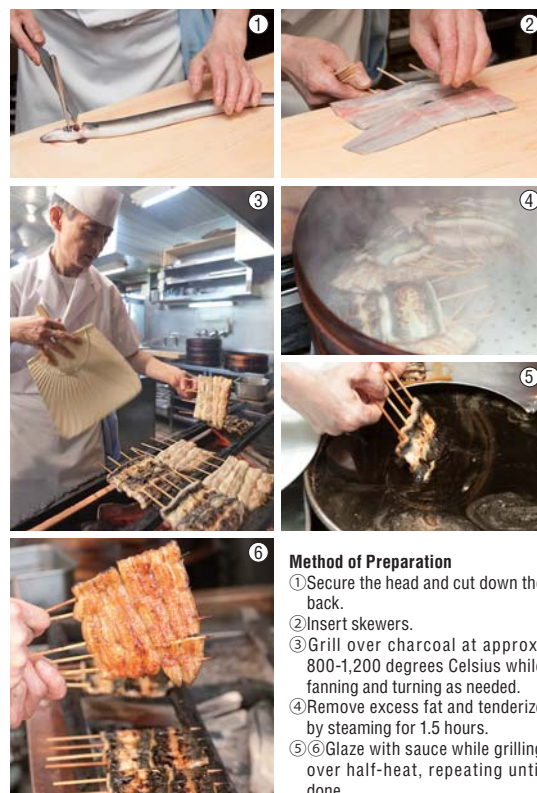 ①
②
③
④
⑤
⑥
Method of Preparation
①Secure the head and cut down the
back.
②Insert skewers.
③Grill over charcoal at approx
800-1,200 degrees Celsius while
fanning and turning as needed.
④Remove excess fat and tenderize
by steaming for 1.5 hours.
⑤⑥Glaze with sauce while grilling
over half-heat, repeating unti
done